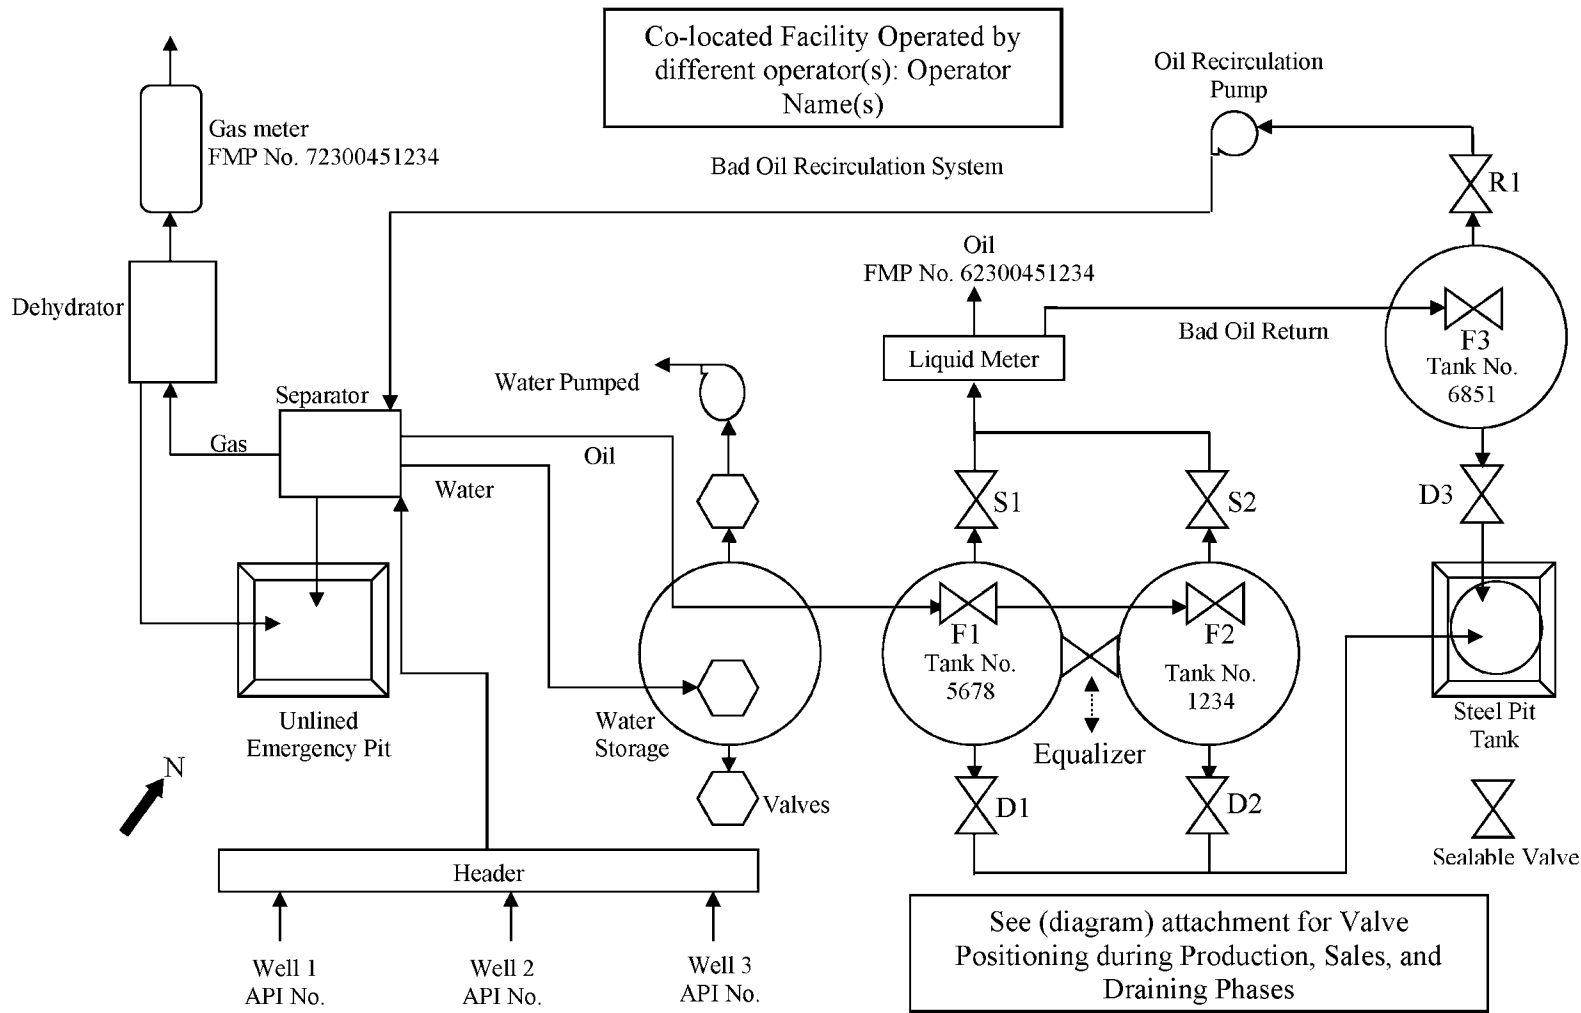 Co-located Facility Operated by
different operator(s): Operator
Name(s)
Oil Recirculation
Pump
Gas meter
FMP No. 72300451234
Bad Oil Recirculation System
R1
Oil
FMP No. 62300451234
Dehydrator
Bad Oil Return
F3
Tank No.
6851
Liquid Meter
Water Pumped
Separator
Gas
Oil
Water
S1
S2
D3
F1
Tank No.
5678
F2
Tank No.
1234
Unlined
Emergency Pit
Water
Storage
Equalizer
Steel Pit
Tank
N
Valves
D1
D2
Sealable Valve
Header
See (diagram) attachment for Valve
Positioning during Production, Sales, and
Draining Phases
Well 1
API No.
Well 2
API No.
Well 3
API No.